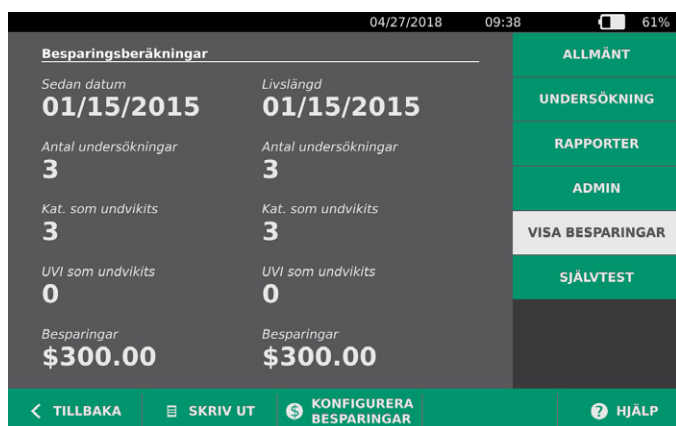 04/27/2018 09:38 61%
Besparingsberäkningar
Sedan datum
01/15/2015
Livslängd
01/15/2015
Antal undersökningar
3
Antal undersökningar
3
Kat. som undvikits
3
Kat. som undvikits
3
UVI som undvikits
0
UVI som undvikits
0
Besparingar
$300.00
Besparingar
$300.00
ALLMÄNT
UNDERSÖKNING
RAPPORTER
ADMIN
VISA BESPARINGAR
SJÄLVTEST
TILLBAKA
SKRIV UT
$ KONFIGURERA
BESPARINGAR
? HJÄLP